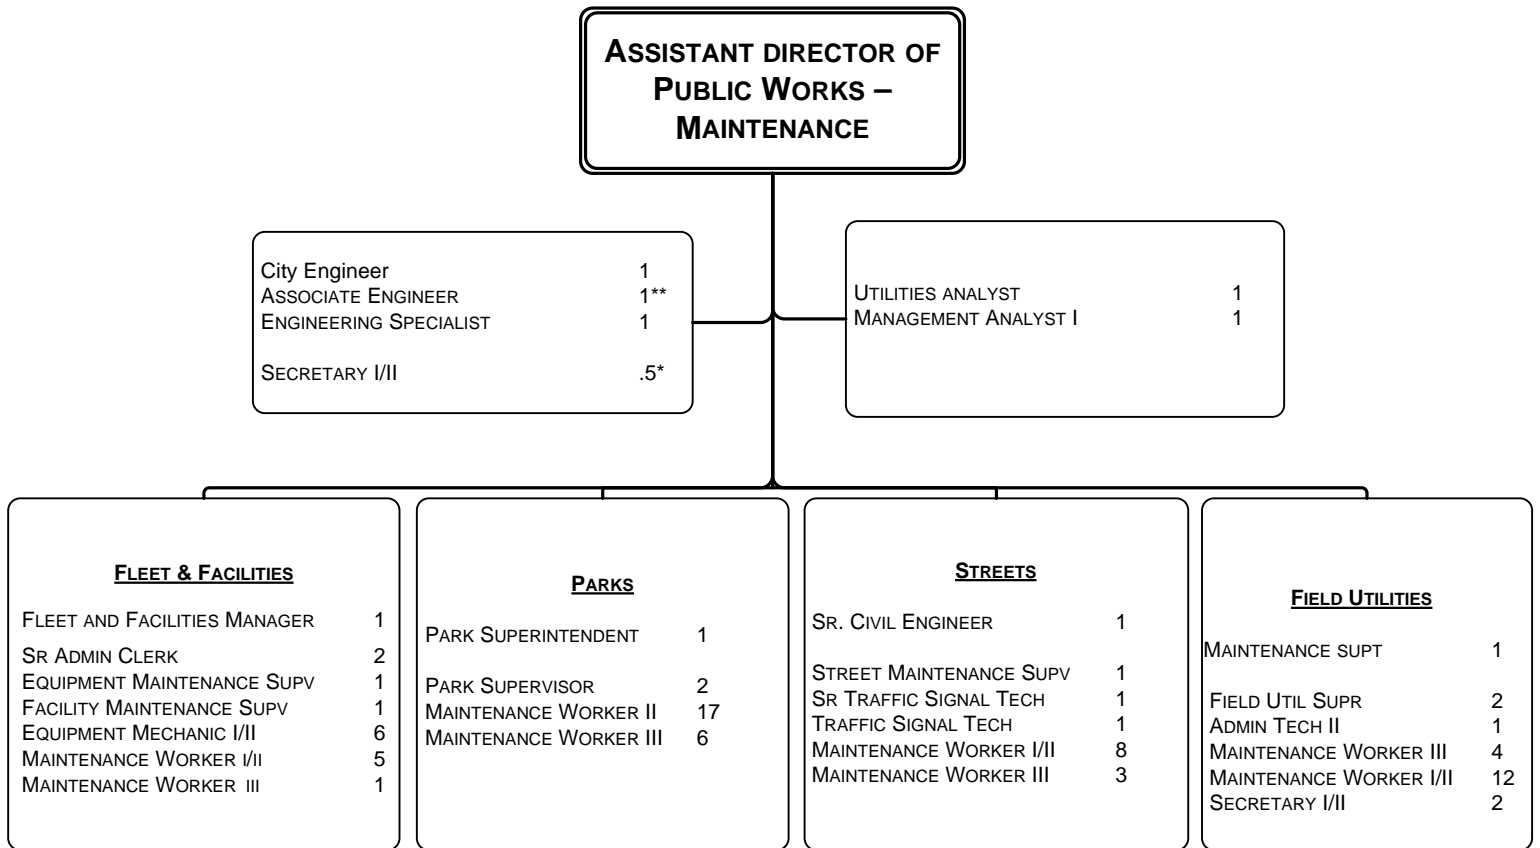 ASSISTANT DIRECTOR OF
PUBLIC WORKS –
MAINTENANCE
City Engineer 1
ASSOCIATE ENGINEER 1**
ENGINEERING SPECIALIST 1
SECRETARY I/II .5*
UTILITIES ANALYST 1
MANAGEMENT ANALYST I 1
FLEET & FACILITIES
FLEET AND FACILITIES MANAGER 1
SR ADMIN CLERK 2
EQUIPMENT MAINTENANCE SUPV 1
FACILITY MAINTENANCE SUPV 1
EQUIPMENT MECHANIC I/II 6
MAINTENANCE WORKER I/II 5
MAINTENANCE WORKER III 1
PARKS
PARK SUPERINTENDENT 1
PARK SUPERVISOR 2
MAINTENANCE WORKER II 17
MAINTENANCE WORKER III 6
STREETS
SR. CIVIL ENGINEER 1
STREET MAINTENANCE SUPV 1
SR TRAFFIC SIGNAL TECH 1
TRAFFIC SIGNAL TECH 1
MAINTENANCE WORKER I/II 8
MAINTENANCE WORKER III 3
FIELD UTILITIES
MAINTENANCE SUPT 1
FIELD UTIL SUPR 2
ADMIN TECH II 1
MAINTENANCE WORKER III 4
MAINTENANCE WORKER I/II 12
SECRETARY I/II 2